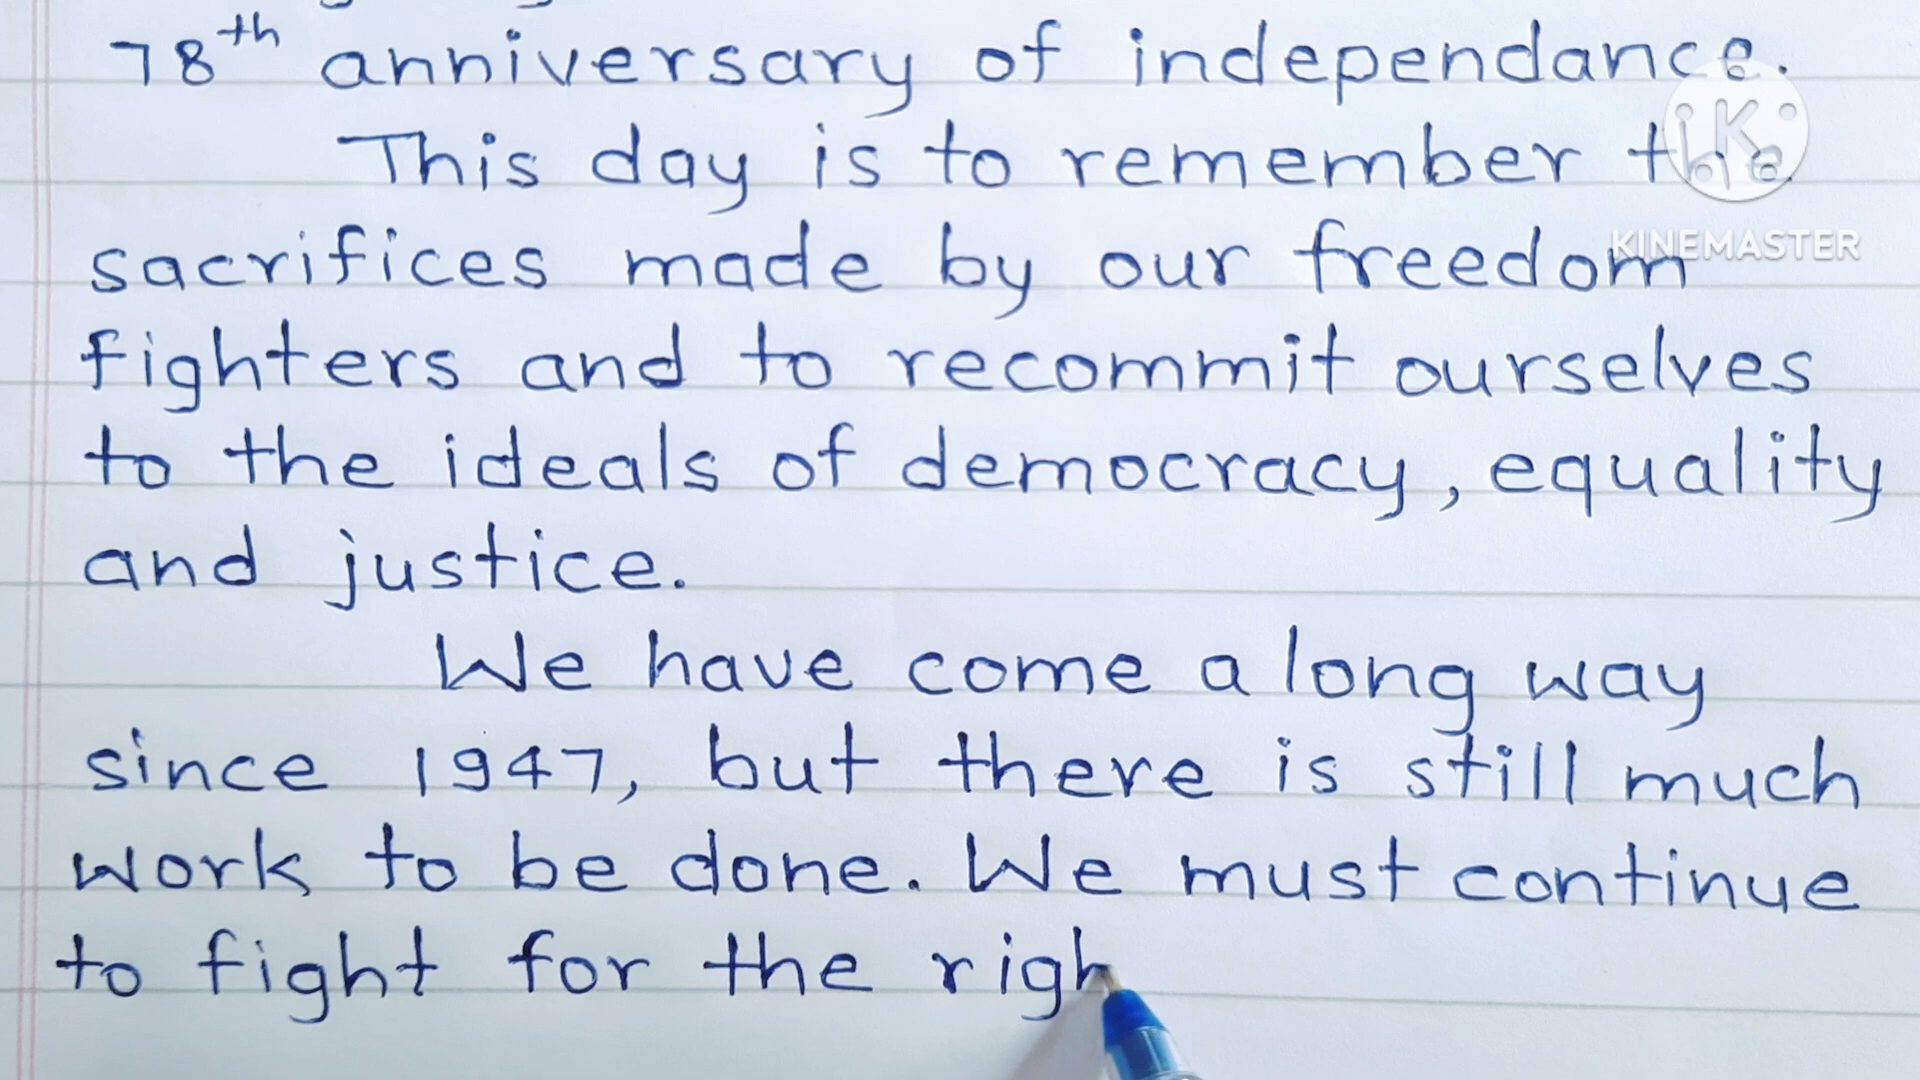 78th anniversary of independance.
This day is to remember the
sacrifices made by our freedom
fighters and to recommit ourselves
to the ideals of democracy, equality
and justice.
We have come a long way
since 1947, but there is still much
work to be done. We must continue
to fight for the righ
K
KINEMASTER